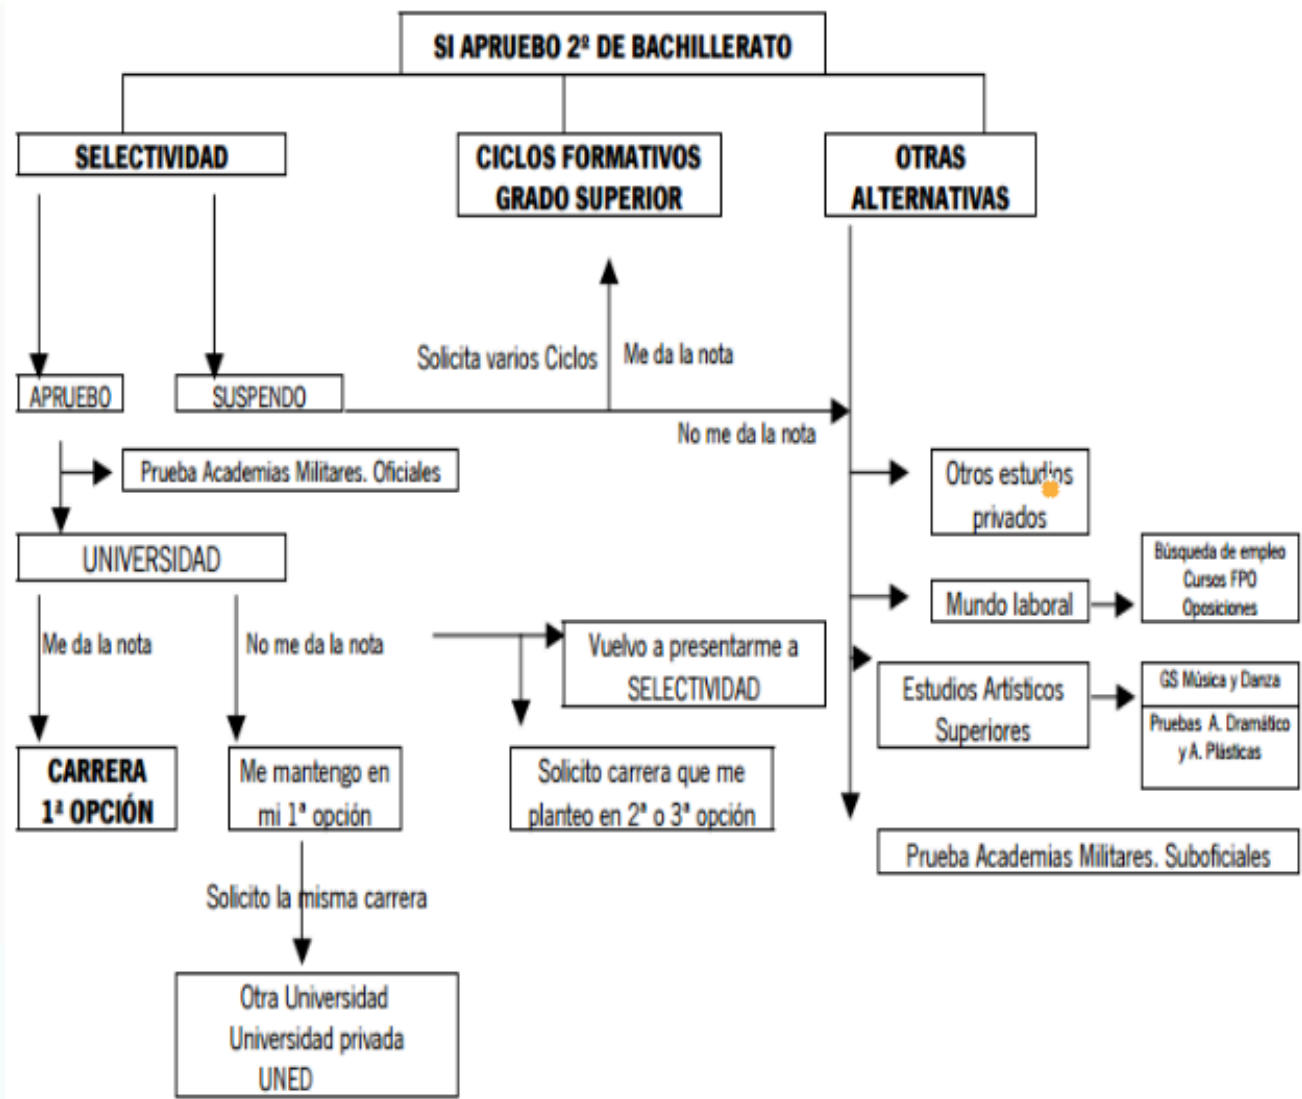 SI APRUEBO 2º DE BACHILLERATO
SELECTIVIDAD
CICLOS FORMATIVOS
GRADO SUPERIOR
OTRAS
ALTERNATIVAS
Solicita varios Ciclos
Me da la nota
APRUEBO
SUSPENDO
No me da la nota
Prueba Academias Militares. Oficiales
Otros estudios
privados
UNIVERSIDAD
Búsqueda de empleo
Cursos FPO
Oposiciones
Mundo laboral
Me da la nota
No me da la nota
Vuelvo a presentarme a
SELECTIVIDAD
Estudios Artísticos
Superiores
GS Música y Danza
Pruebas A. Dramático
y A. Plásticas
CARRERA
1ª OPCIÓN
Me mantengo en
mi 1ª opción
Solicito carrera que me
planteo en 2ª o 3ª opción
Prueba Academias Militares. Suboficiales
Solicito la misma carrera
Otra Universidad
Universidad privada
UNED